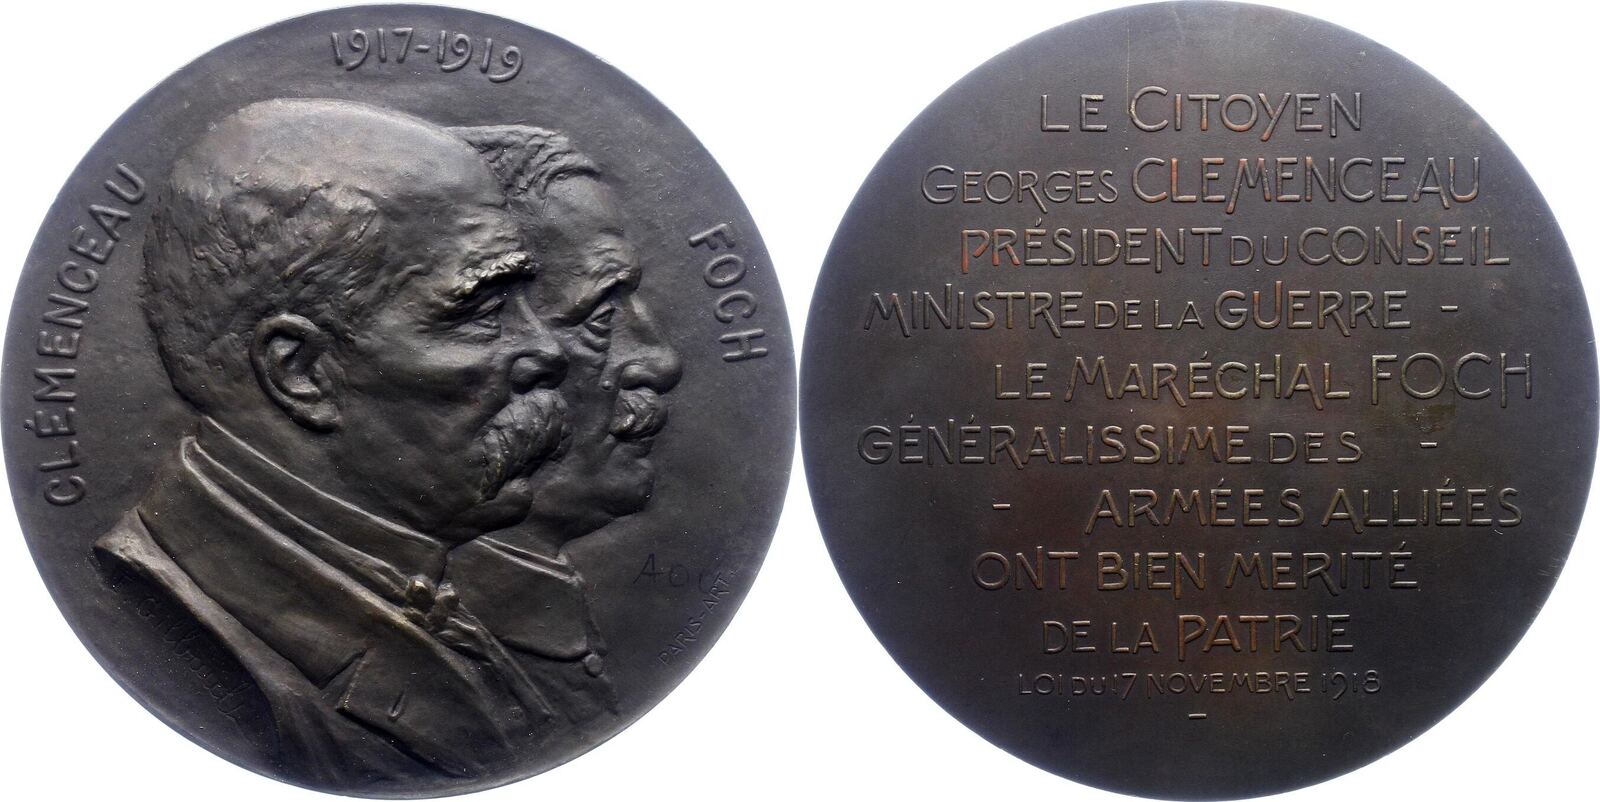 1917-1919
CLÉMENCEAU
FOCH
PARIS-ART
LE CITOYEN
GEORGES CLEMENCEAU
PRÉSIDENT DU CONSEIL
MINISTRE DE LA GUERRE -
LE MARÉCHAL FOCH
GÉNÉRALISSIME DES -
- ARMÉES ALLIÉES
ONT BIEN MERITÉ
DE LA PATRIE
LOI DU 17 NOVEMBRE 1918
-